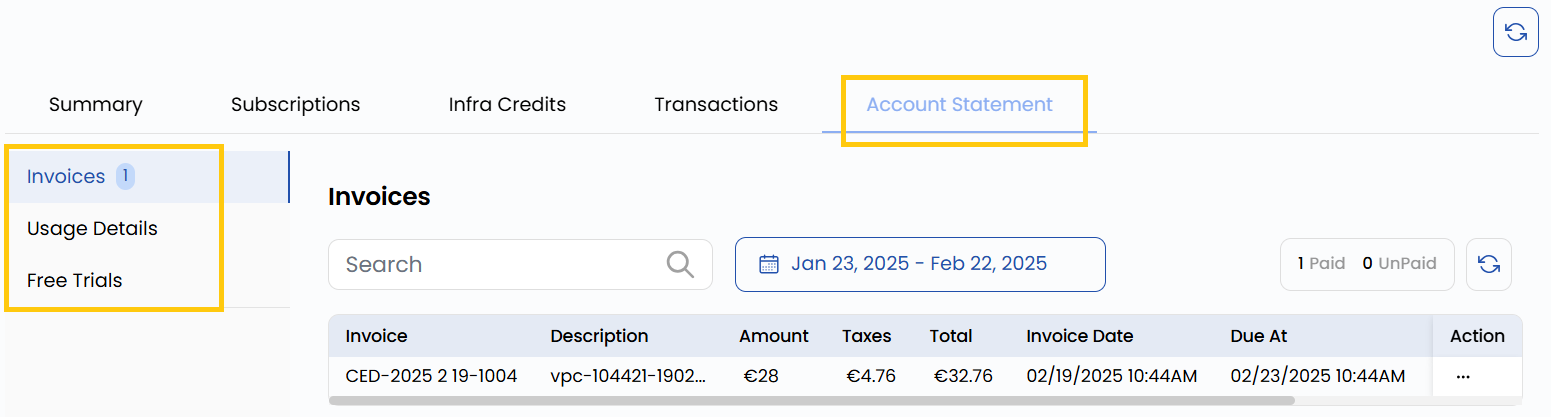 Summary Subscriptions Infra Credits Transactions Account Statement
Invoices 1
Usage Details
Free Trials
Invoices
Search Jan 23, 2025 - Feb 22, 2025 1 Paid 0 UnPaid
Invoice Description Amount Taxes Total Invoice Date Due At Action
CED-2025 2 19-1004 vpc-104421-1902... €28 €4.76 €32.76 02/19/2025 10:44AM 02/23/2025 10:44AM ...